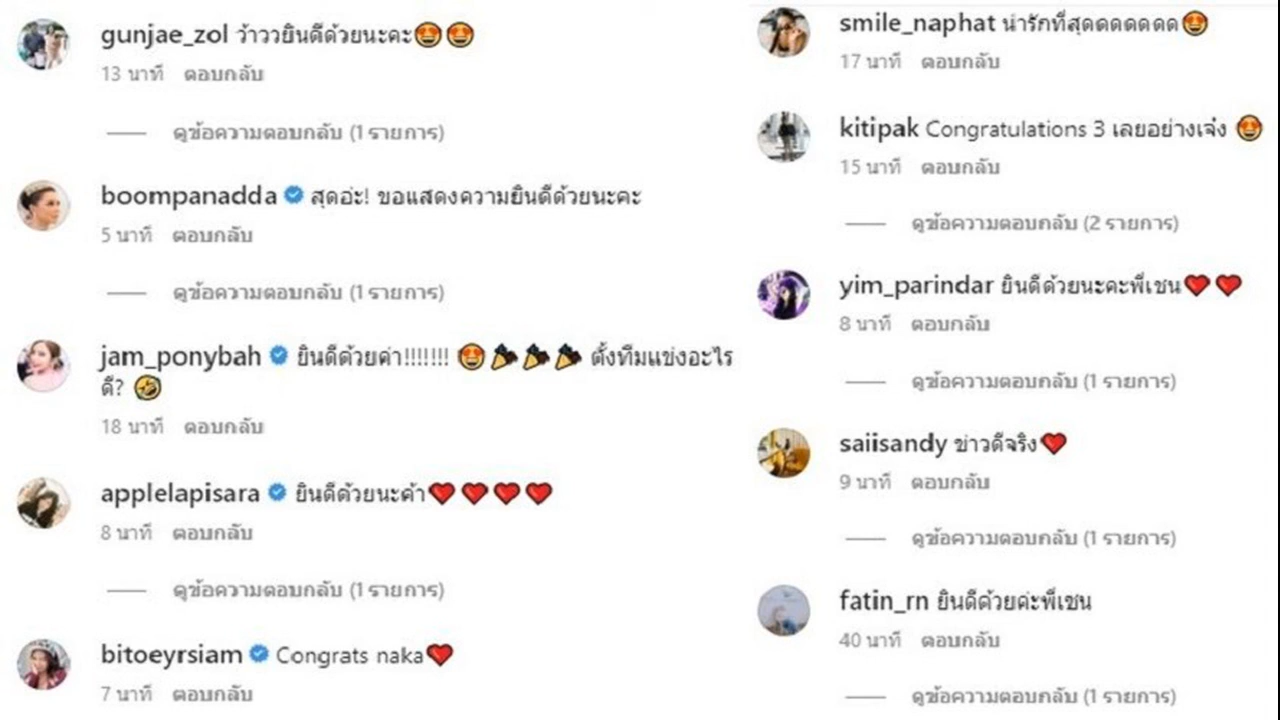 gunjae_zol ว้าววยินดีด้วยนะคะ🤩🤩
13 นาที ตอบกลับ
ดูข้อความตอบกลับ (1 รายการ)
boompanadda สุดอ่ะ! ขอแสดงความยินดีด้วยนะคะ
5 นาที ตอบกลับ
ดูข้อความตอบกลับ (1 รายการ)
jam_ponybah ยินดีด้วยค่า!!!!!!! 🤩🎉🎉🎉 ตั้งทีมแข่งอะไร
ดี? 🤣
18 นาที ตอบกลับ
applelapisara ยินดีด้วยนะค้า❤️❤️❤️❤️
8 นาที ตอบกลับ
ดูข้อความตอบกลับ (1 รายการ)
bitoeyrsiam Congrats naka❤️
7 นาที ตอบกลับ
smile_naphat น่ารักที่สุดดดดดดด🤩
17 นาที ตอบกลับ
kitipak Congratulations 3 เลยอย่างเจ๋ง 🤩
15 นาที ตอบกลับ
ดูข้อความตอบกลับ (2 รายการ)
yim_parindar ยินดีด้วยนะคะพี่เชน❤️❤️
8 นาที ตอบกลับ
ดูข้อความตอบกลับ (1 รายการ)
saiisandy ข่าวดีจริง❤️
9 นาที ตอบกลับ
ดูข้อความตอบกลับ (1 รายการ)
fatin_rn ยินดีด้วยค่ะพี่เชน
40 นาที ตอบกลับ
ดูข้อความตอบกลับ (1 รายการ)